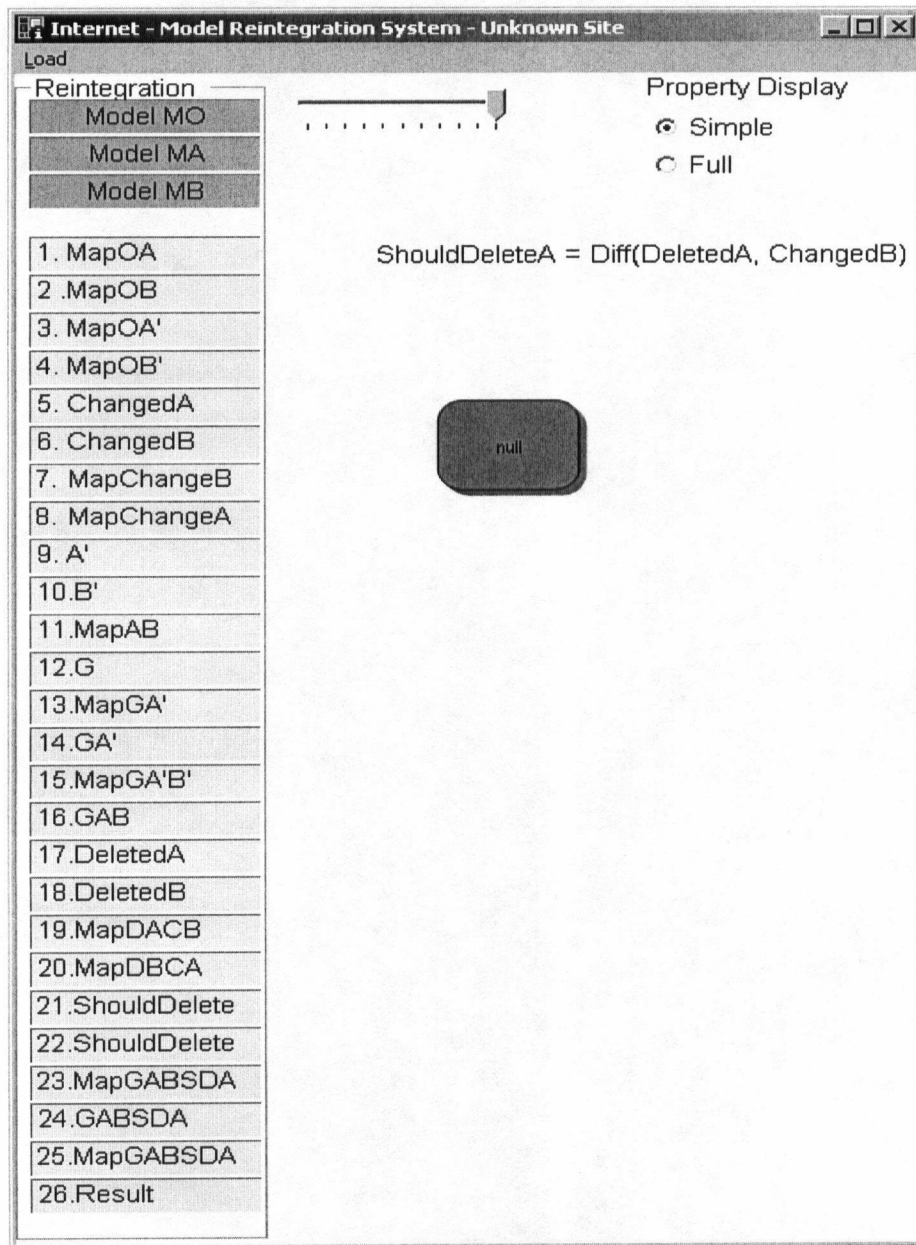 Internet - Model Reintegration System - Unknown Site
Load
Reintegration
Model MO
Model MA
Model MB
1. MapOA
2 .MapOB
3. MapOA'
4. MapOB'
5. ChangedA
6. ChangedB
7. MapChangeB
8. MapChangeA
9. A'
10.B'
11.MapAB
12.G
13.MapGA'
14.GA'
15.MapGA'B'
16.GAB
17.DeletedA
18.DeletedB
19.MapDACB
20.MapDBCA
21.ShouldDelete
22.ShouldDelete
23.MapGABSDA
24.GABSDA
25.MapGABSDA
26.Result
Property Display
Simple
Full
ShouldDeleteA = Diff(DeletedA, ChangedB)
null